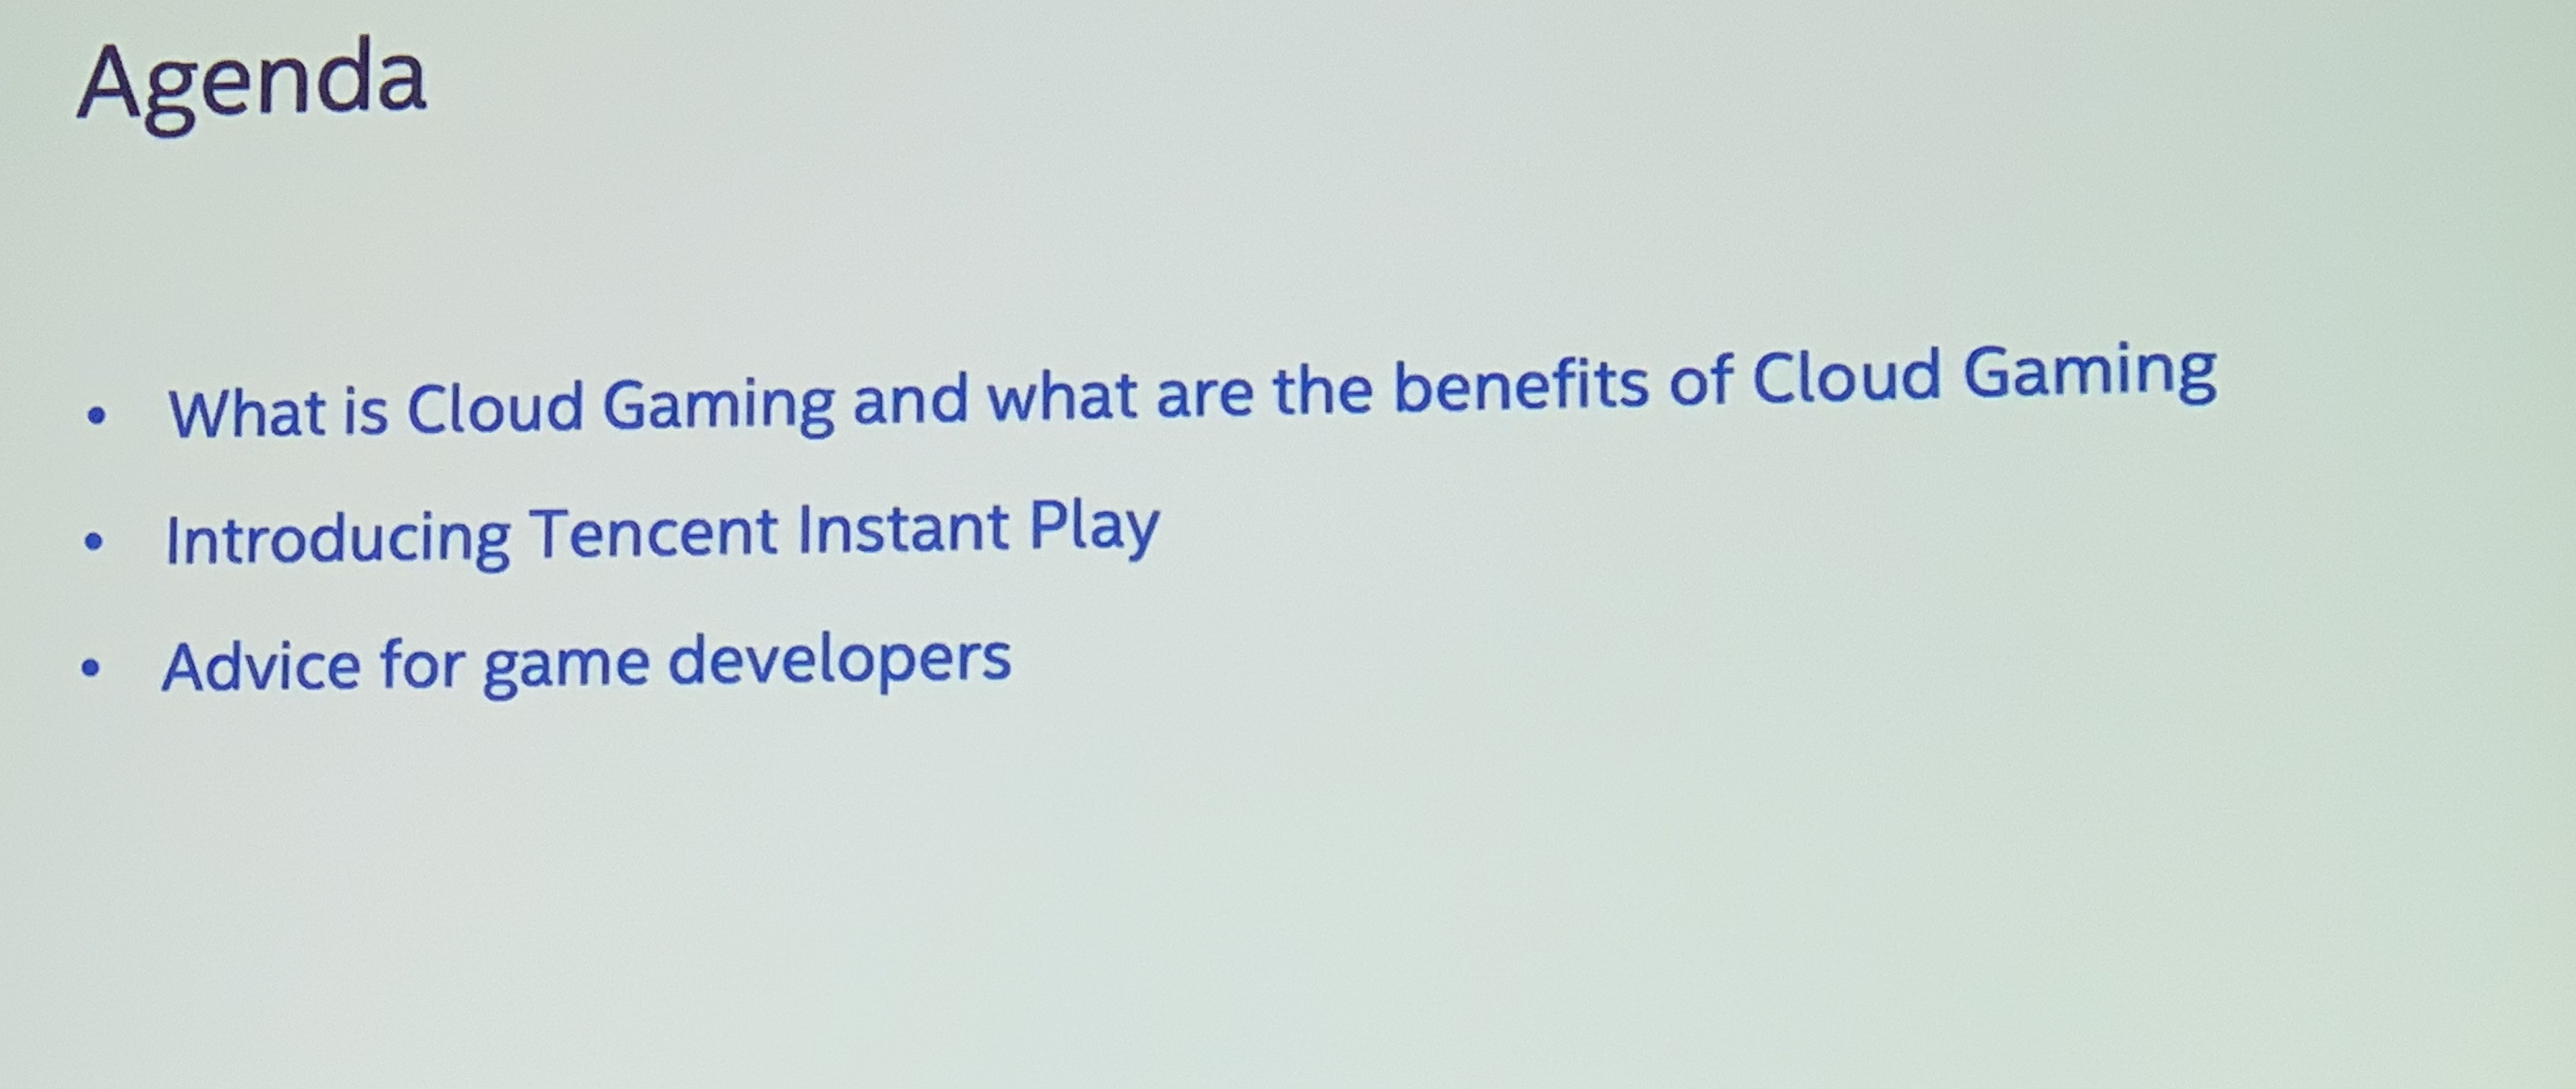 Agenda
• What is Cloud Gaming and what are the benefits of Cloud Gaming
• Introducing Tencent Instant Play
• Advice for game developers